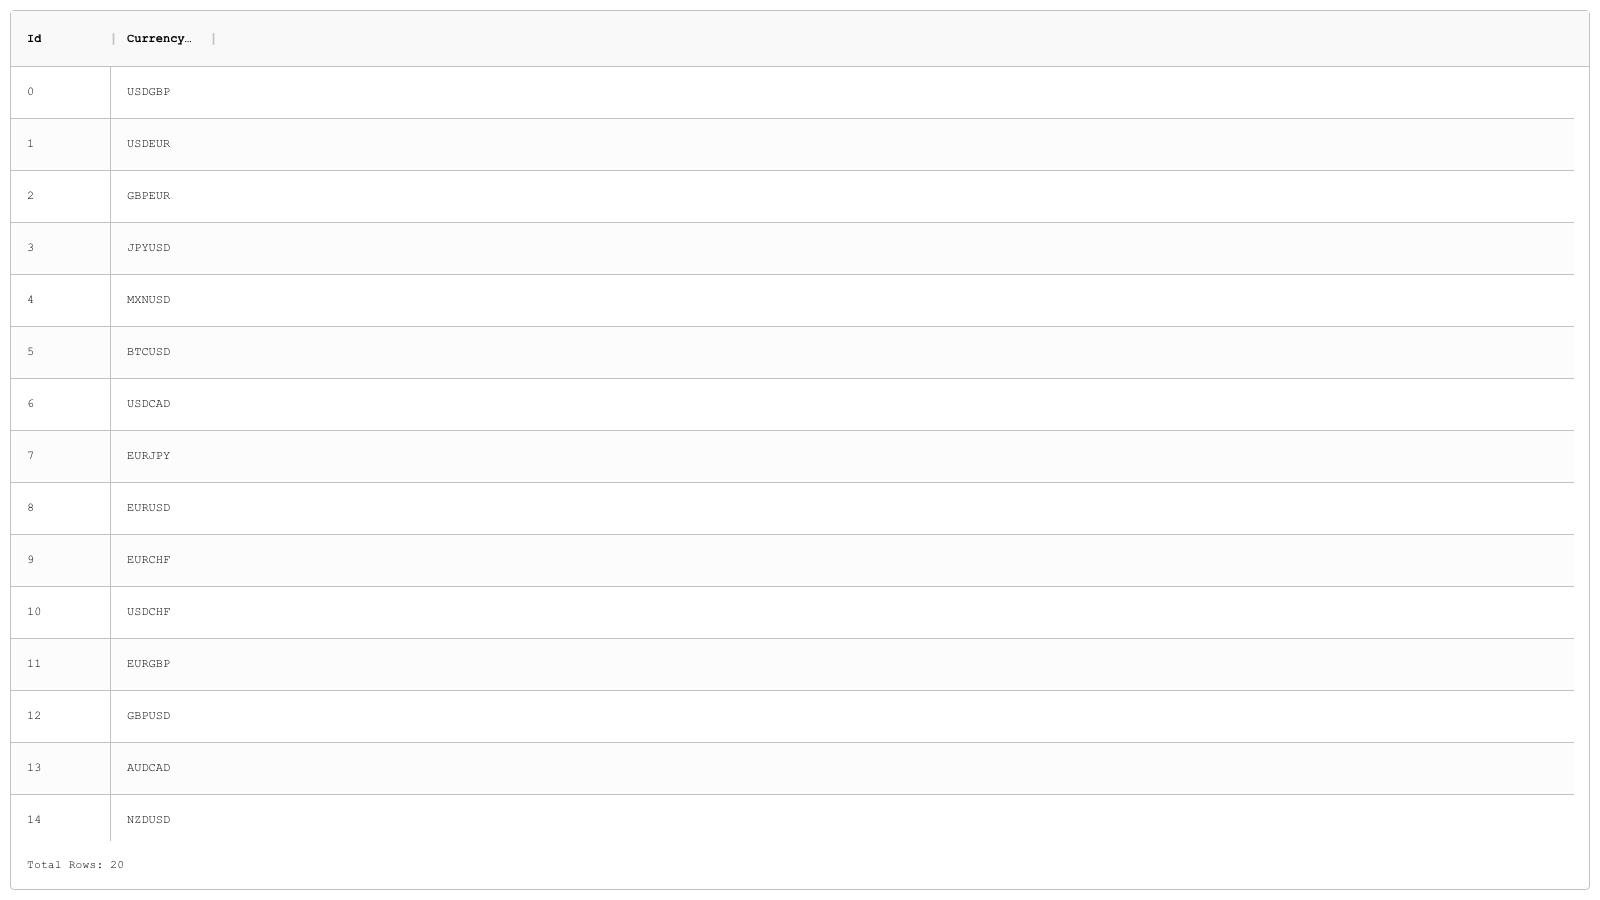 Id | Currency… |
0 USDGBP
1 USDEUR
2 GBPEUR
3 JPYUSD
4 MXNUSD
5 BTCUSD
6 USDCAD
7 EURJPY
8 EURUSD
9 EURCHF
10 USDCHF
11 EURGBP
12 GBPUSD
13 AUDCAD
14 NZDUSD
Total Rows: 20